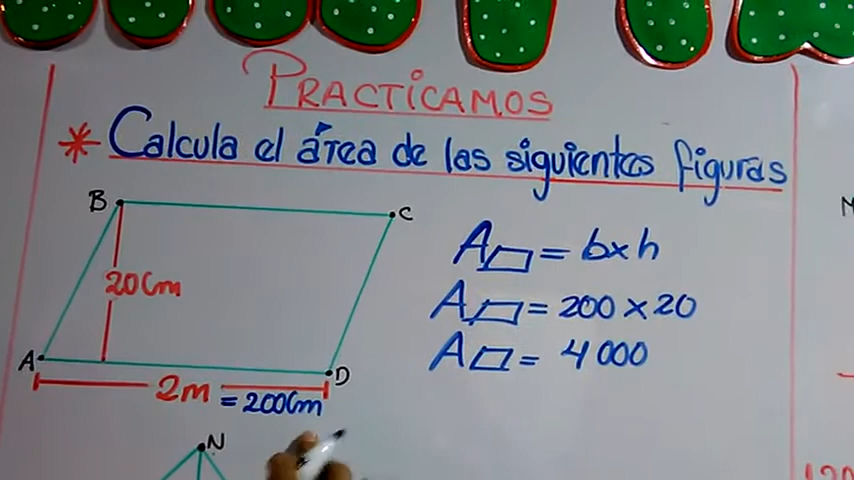 PRACTICAMOS
* Calcula el área de las siguientes figuras
B
C
20Cm
A
D
2m = 200Cm
A▱ = b x h
A▱ = 200 x 20
A▱ = 4000
N